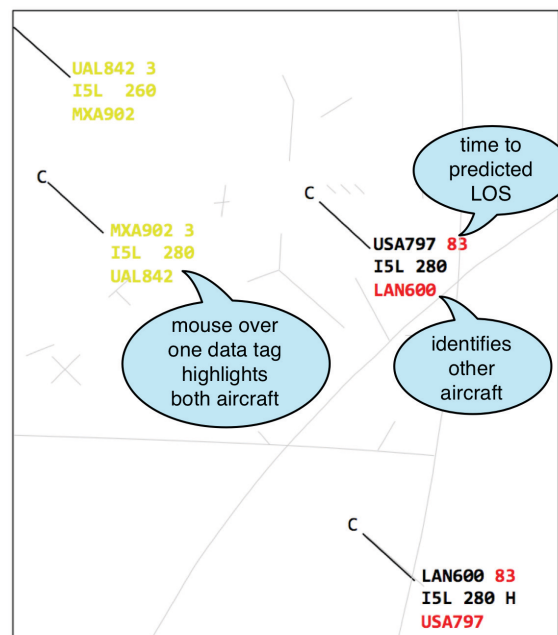 UAL842 3
I5L 260
MXA902
C
MXA902 3
I5L 280
UAL842
mouse over
one data tag
highlights
both aircraft
C
time to
predicted
LOS
USA797 83
I5L 280
LAN600
identifies
other
aircraft
C
LAN600 83
I5L 280 H
USA797